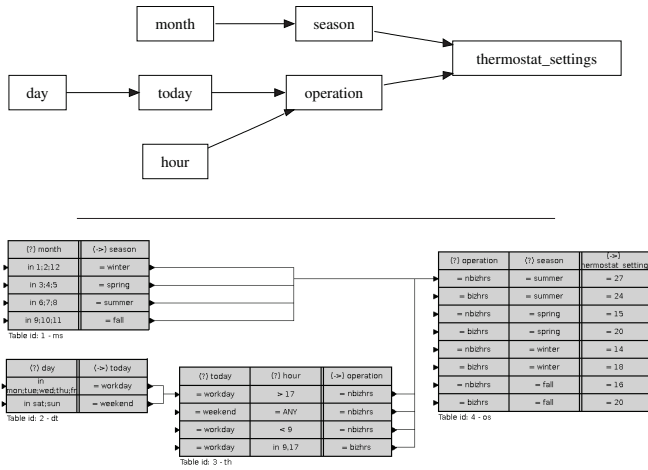 month
season
thermostat_settings
day
today
operation
hour
(?) month (->) season
in 1;2;12 = winter
in 3;4;5 = spring
in 6;7;8 = summer
in 9;10;11 = fall
Table id: 1 - ms
(?) day (->) today
in mon;tue;wed;thu;fr = workday
in sat;sun = weekend
Table id: 2 - dt
(?) today (?) hour (->) operation
= workday > 17 = nbizhrs
= weekend = ANY = nbizhrs
= workday < 9 = nbizhrs
= workday in 9,17 = bizhrs
Table id: 3 - th
(?) operation (?) season (->) hermostat_setting
= nbizhrs = summer = 27
= bizhrs = summer = 24
= nbizhrs = spring = 15
= bizhrs = spring = 20
= nbizhrs = winter = 14
= bizhrs = winter = 18
= nbizhrs = fall = 16
= bizhrs = fall = 20
Table id: 4 - os